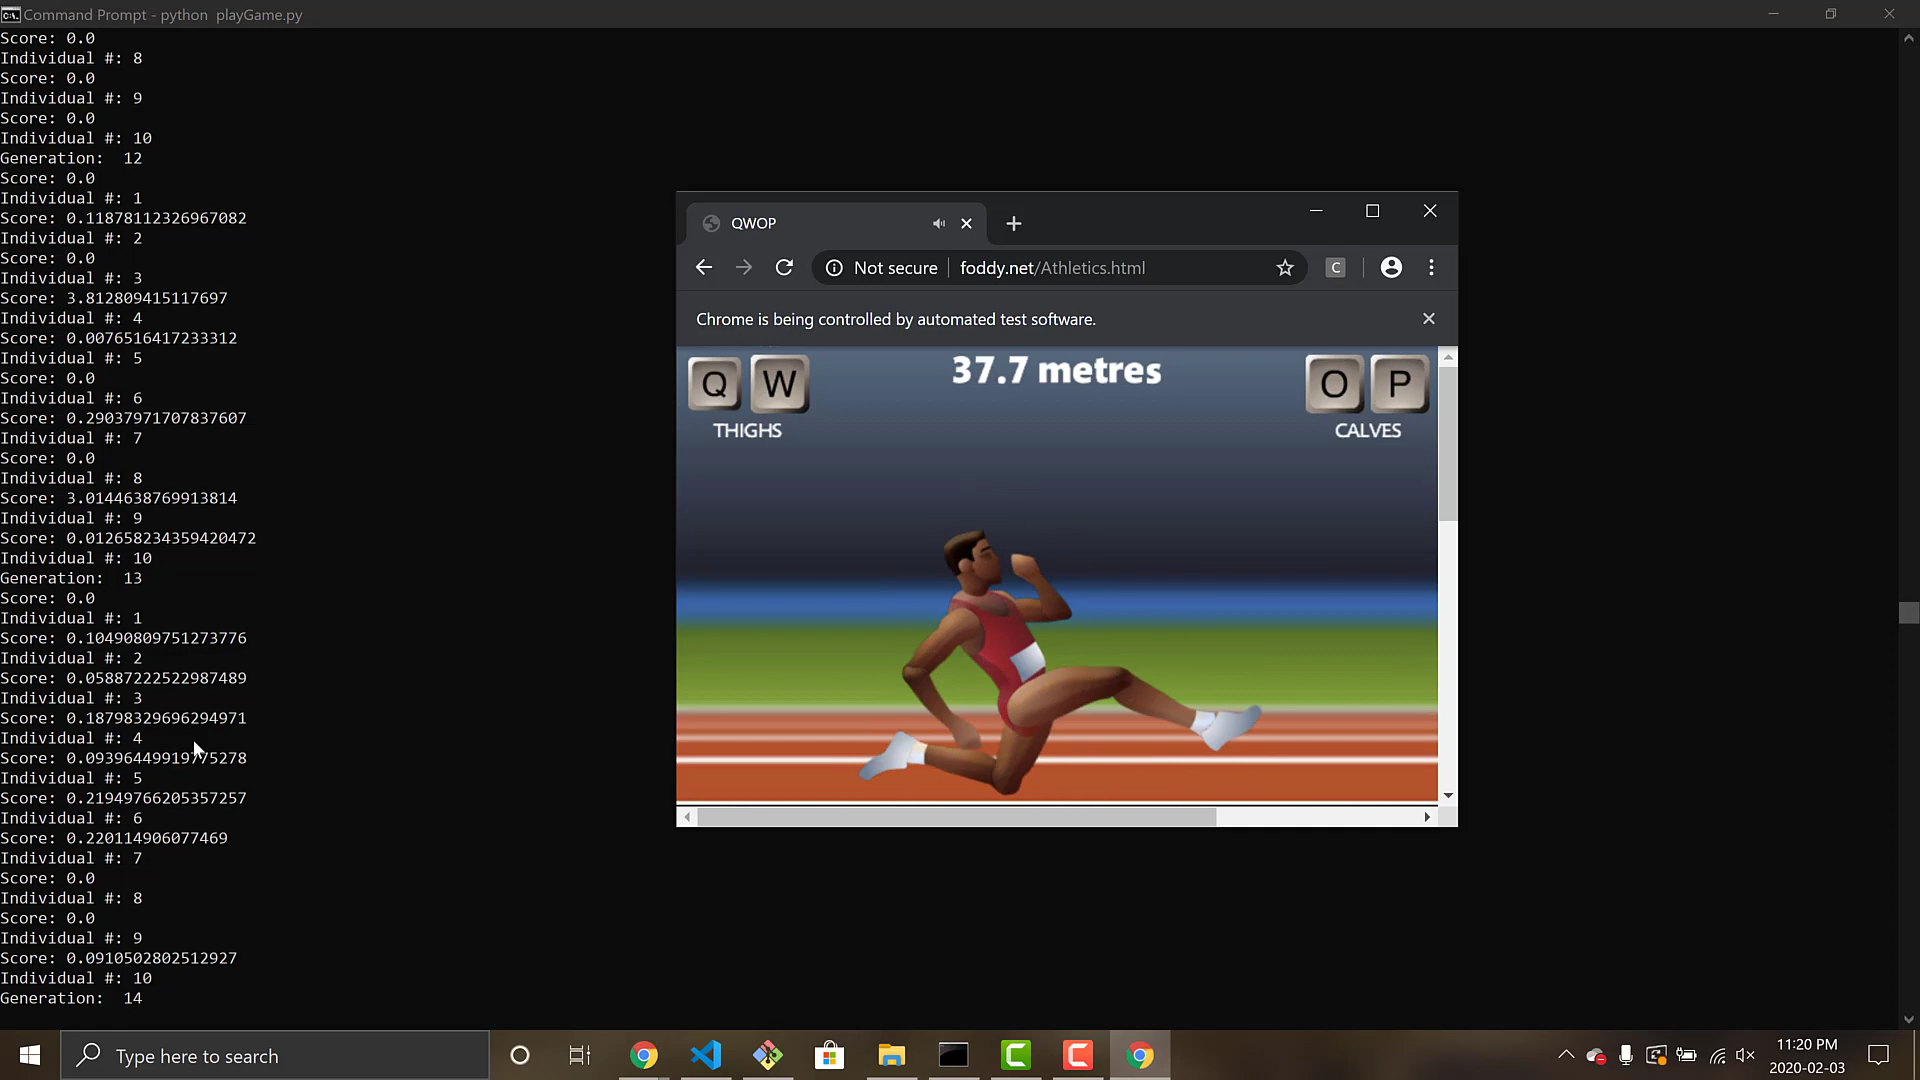 Command Prompt - python  playGame.py
Score: 0.0
Individual #: 8
Score: 0.0
Individual #: 9
Score: 0.0
Individual #: 10
Generation:  12
Score: 0.0
Individual #: 1
Score: 0.11878112326967082
Individual #: 2
Score: 0.0
Individual #: 3
Score: 3.812809415117697
Individual #: 4
Score: 0.0076516417233312
Individual #: 5
Score: 0.0
Individual #: 6
Score: 0.29037971707837607
Individual #: 7
Score: 0.0
Individual #: 8
Score: 3.0144638769913814
Individual #: 9
Score: 0.012658234359420472
Individual #: 10
Generation:  13
Score: 0.0
Individual #: 1
Score: 0.10490809751273776
Individual #: 2
Score: 0.05887222522987489
Individual #: 3
Score: 0.18798329696294971
Individual #: 4
Score: 0.09396449919775278
Individual #: 5
Score: 0.21949766205357257
Individual #: 6
Score: 0.220114906077469
Individual #: 7
Score: 0.0
Individual #: 8
Score: 0.0
Individual #: 9
Score: 0.0910502802512927
Individual #: 10
Generation:  14
QWOP
Not secure foddy.net/Athletics.html C
Chrome is being controlled by automated test software.
Q W 37.7 metres O P
THIGHS CALVES
Type here to search
11:20 PM
2020-02-03